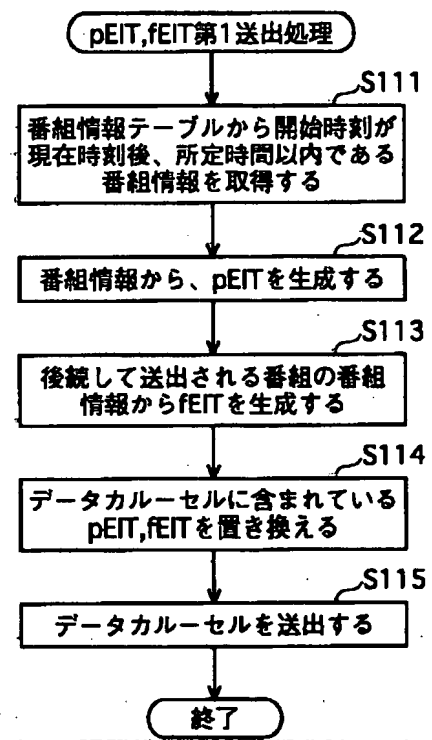 pEIT,fEIT第1送出処理
S111
番組情報テーブルから開始時刻が
現在時刻後、所定時間以内である
番組情報を取得する
S112
番組情報から、pEITを生成する
S113
後続して送出される番組の番組
情報からfEITを生成する
S114
データカルーセルに含まれている
pEIT,fEITを置き換える
S115
データカルーセルを送出する
終了